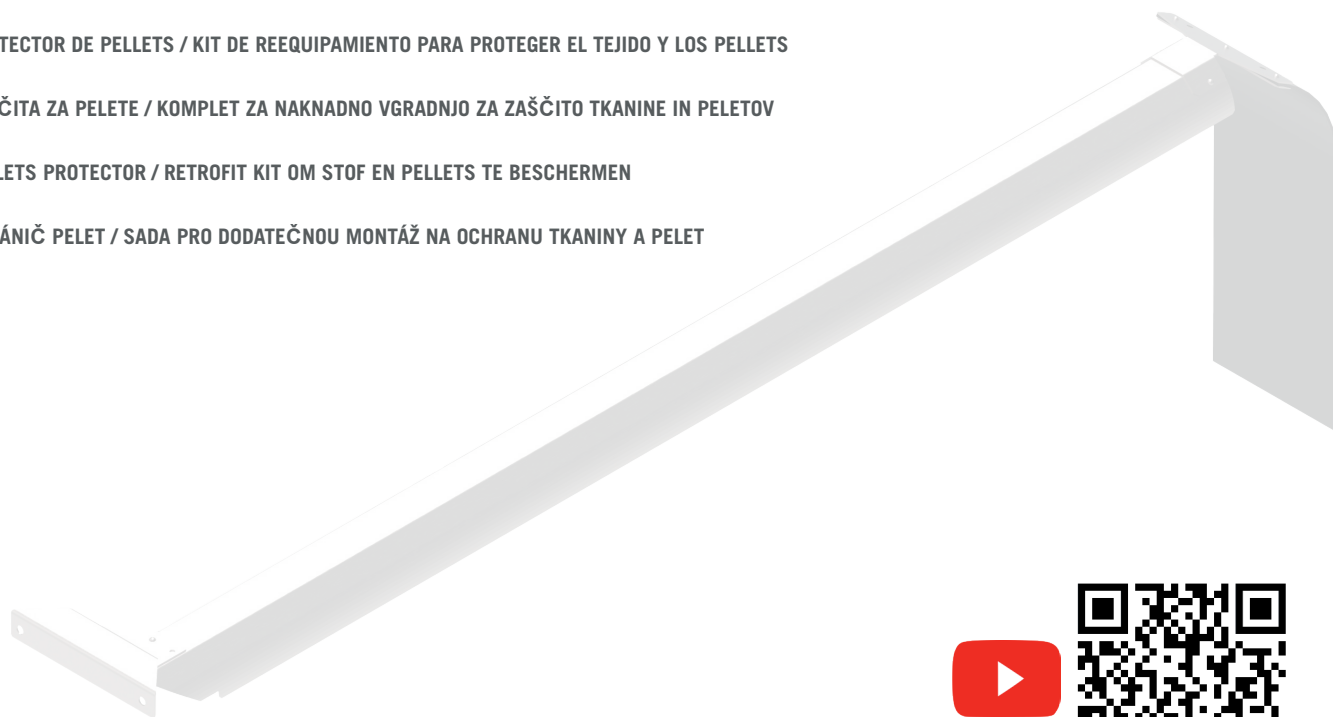 TECTOR DE PELLETS / KIT DE REEQUIPAMIENTO PARA PROTEGER EL TEJIDO Y LOS PELLETS
ČITA ZA PELETE / KOMPLET ZA NAKNADNO VGRADNJO ZA ZAŠČITO TKANINE IN PELETOV
LETS PROTECTOR / RETROFIT KIT OM STOF EN PELLETS TE BESCHERMEN
ÁNIČ PELET / SADA PRO DODATEČNOU MONTÁŽ NA OCHRANU TKANINY A PELET